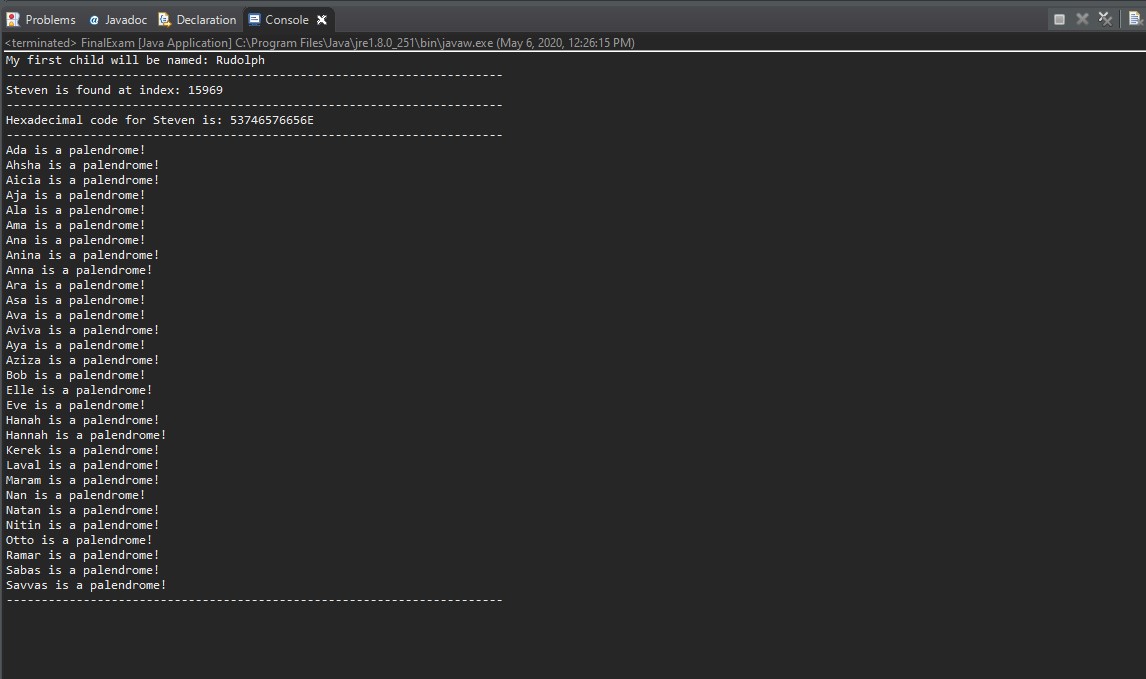 Problems @ Javadoc Declaration Console
<terminated> FinalExam [Java Application] C:\Program Files\Java\jre1.8.0_251\bin\javaw.exe (May 6, 2020, 12:26:15 PM)
My first child will be named: Rudolph
-----------------------------------------------------------------------
Steven is found at index: 15969
-----------------------------------------------------------------------
Hexadecimal code for Steven is: 53746576656E
-----------------------------------------------------------------------
Ada is a palendrome!
Ahsha is a palendrome!
Aicia is a palendrome!
Aja is a palendrome!
Ala is a palendrome!
Ama is a palendrome!
Ana is a palendrome!
Anina is a palendrome!
Anna is a palendrome!
Ara is a palendrome!
Asa is a palendrome!
Ava is a palendrome!
Aviva is a palendrome!
Aya is a palendrome!
Aziza is a palendrome!
Bob is a palendrome!
Elle is a palendrome!
Eve is a palendrome!
Hanah is a palendrome!
Hannah is a palendrome!
Kerek is a palendrome!
Laval is a palendrome!
Maram is a palendrome!
Nan is a palendrome!
Natan is a palendrome!
Nitin is a palendrome!
Otto is a palendrome!
Ramar is a palendrome!
Sabas is a palendrome!
Savvas is a palendrome!
-----------------------------------------------------------------------